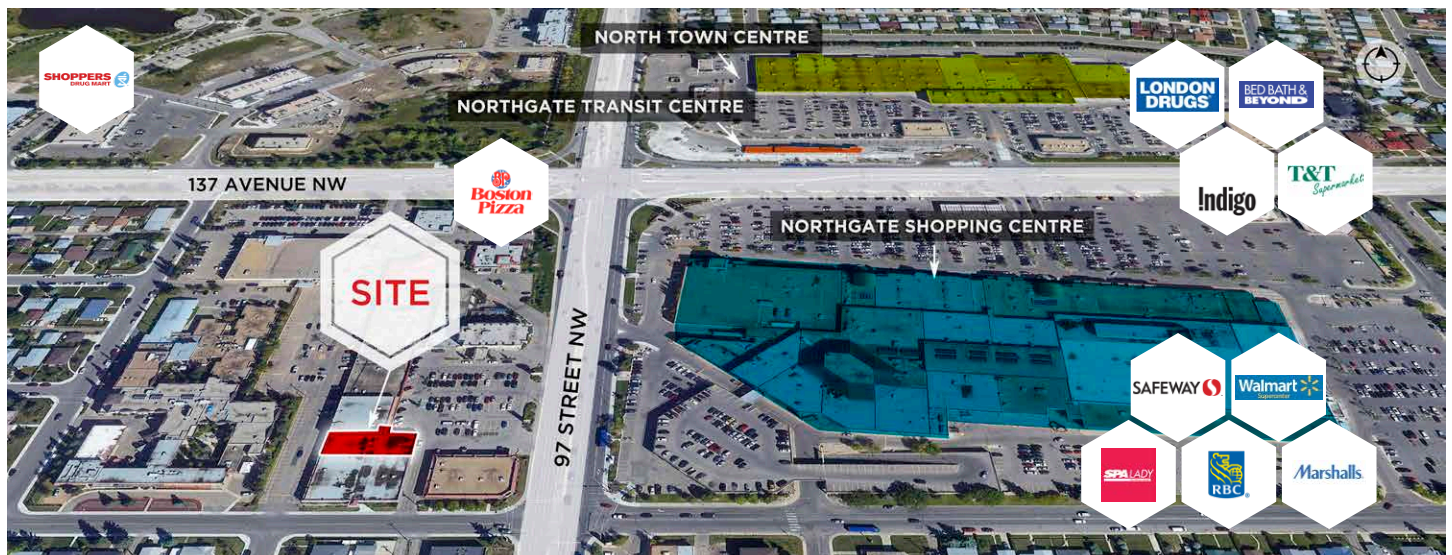 SHOPPERS
DRUG MART
NORTH TOWN CENTRE
NORTHGATE TRANSIT CENTRE
LONDON
DRUGS
BED BATH &
BEYOND
137 AVENUE NW
Boston
Pizza
!ndigo
T&T
Supermarket
NORTHGATE SHOPPING CENTRE
SITE
97 STREET NW
SAFEWAY
Walmart
Supercenter
SPA LADY
RBC
®
Marshalls